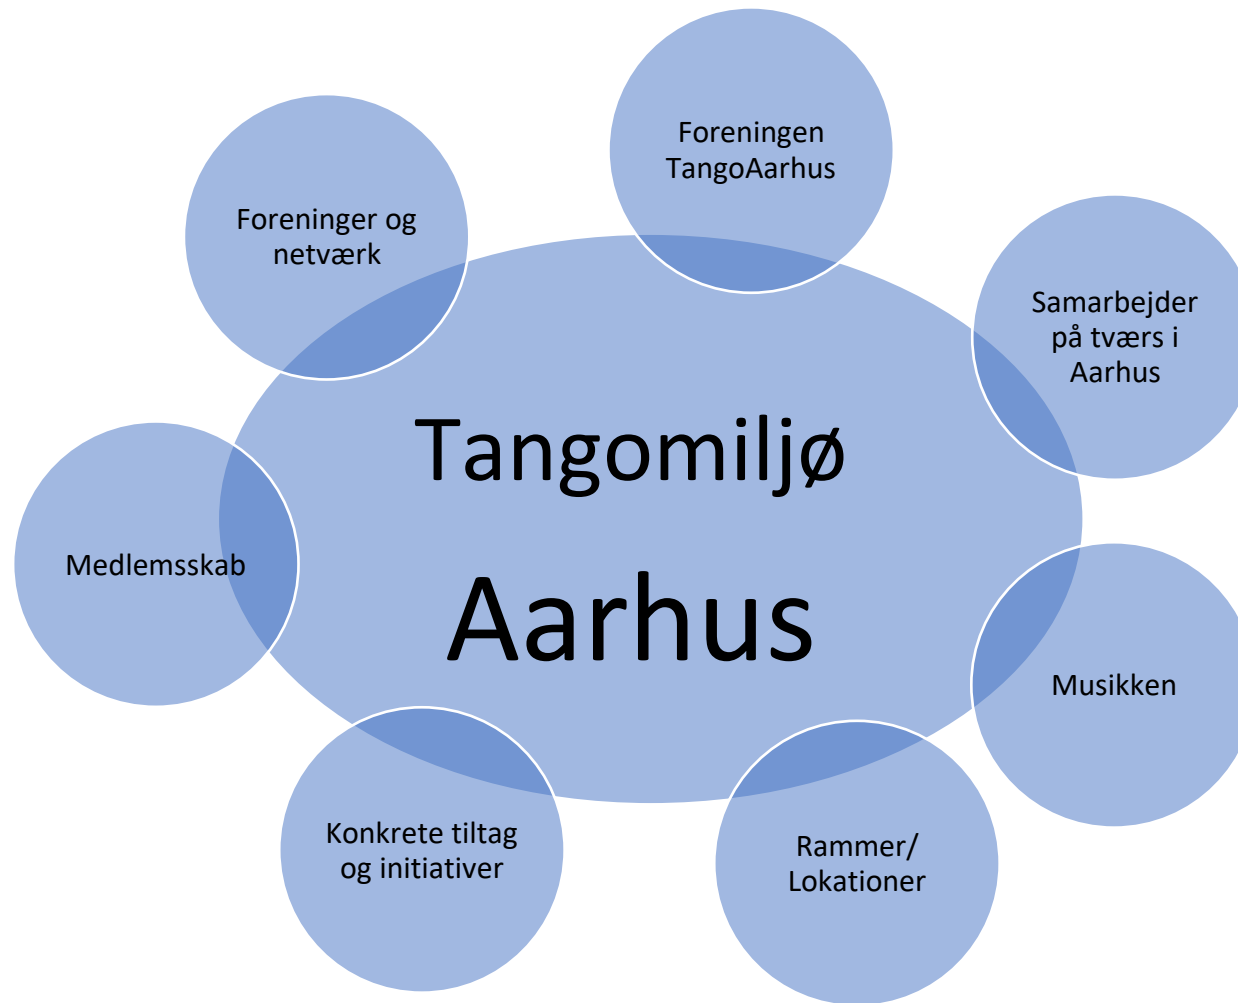 Foreningen
TangoAarhus
Foreninger og
netværk
Samarbejder
på tværs i
Aarhus
Tangomiljø
Aarhus
Medlemsskab
Musikken
Konkrete tiltag
og initiativer
Rammer/
Lokationer